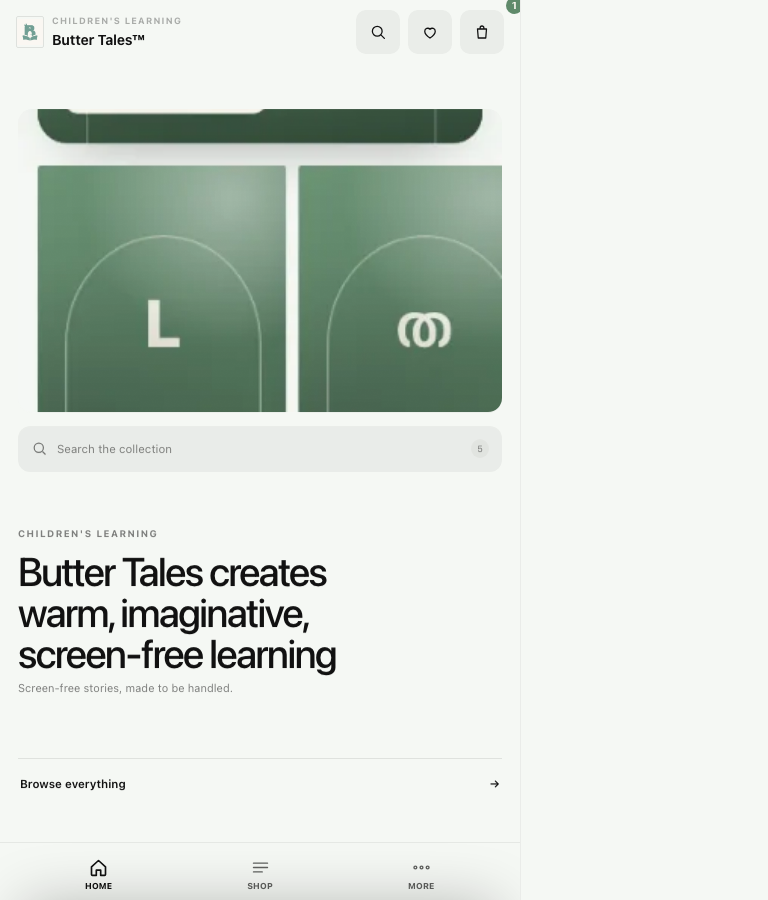 1
CHILDREN'S LEARNING
Butter Tales™
L
Search the collection
5
CHILDREN'S LEARNING
Butter Tales creates
warm, imaginative,
screen-free learning
Screen-free stories, made to be handled.
Browse everything
HOME
SHOP
MORE